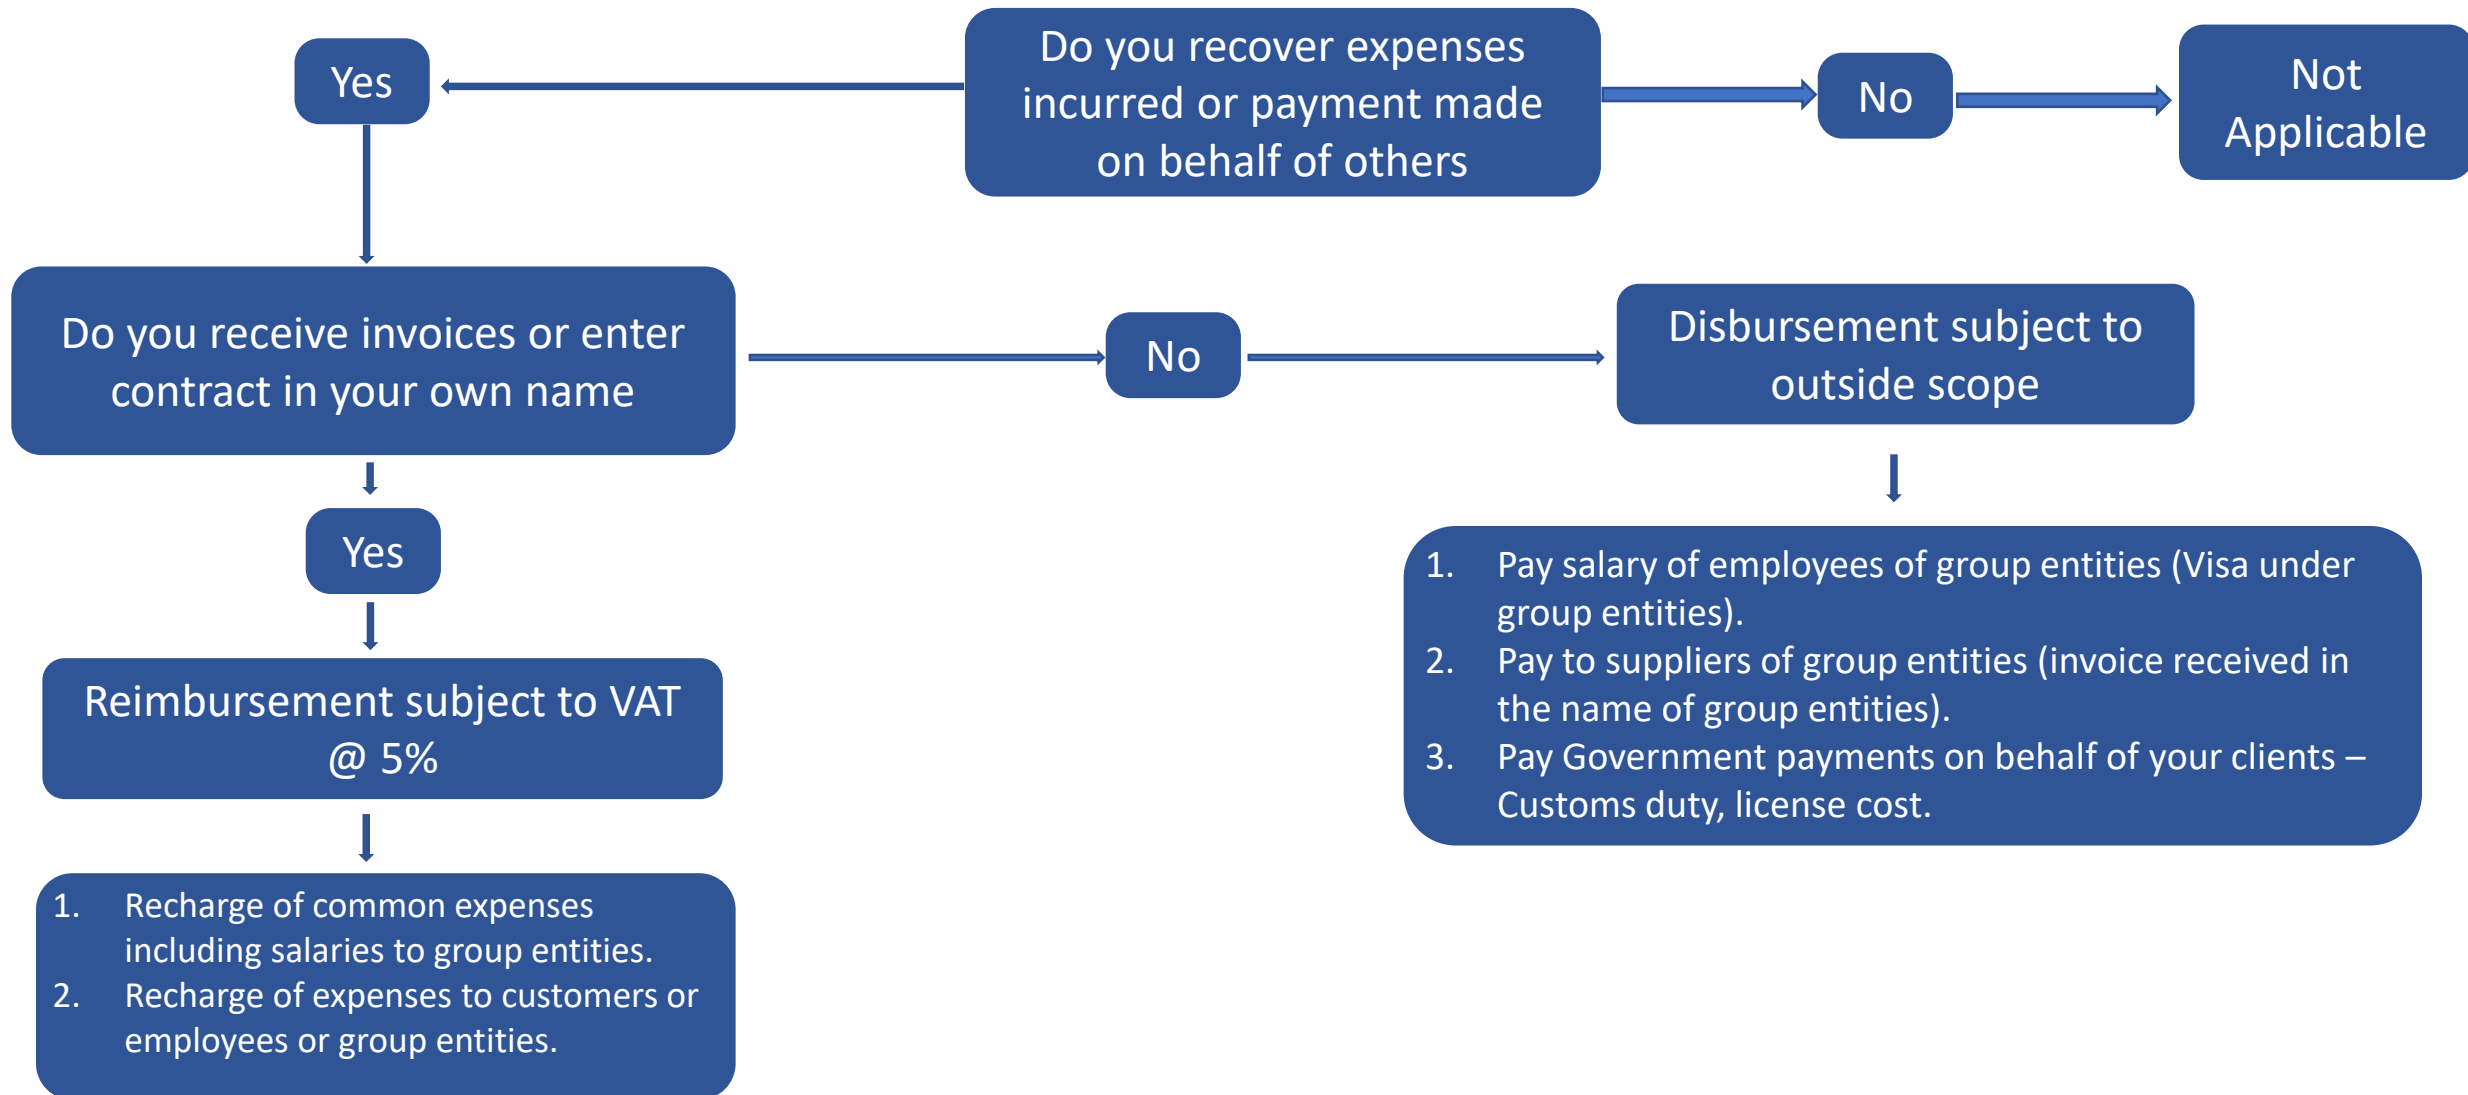 Do you recover expenses
incurred or payment made
on behalf of others
Yes
No
Not
Applicable
Do you receive invoices or enter
contract in your own name
No
Disbursement subject to
outside scope
Yes
1. Pay salary of employees of group entities (Visa under
group entities).
2. Pay to suppliers of group entities (invoice received in
the name of group entities).
3. Pay Government payments on behalf of your clients –
Customs duty, license cost.
Reimbursement subject to VAT
@ 5%
1. Recharge of common expenses
including salaries to group entities.
2. Recharge of expenses to customers or
employees or group entities.